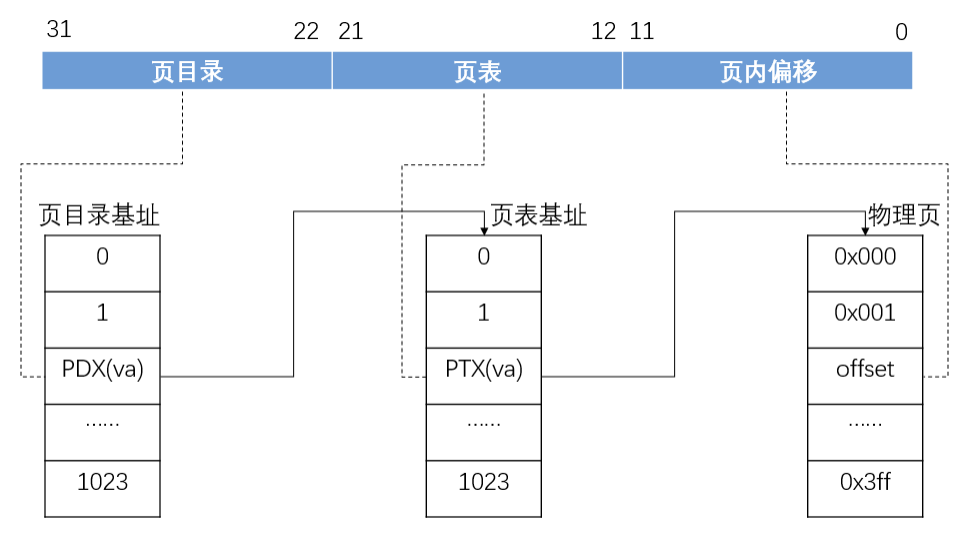 31 22 21 12 11 0
页目录 页表 页内偏移
页目录基址 页表基址 物理页
0 0 0x000
1 1 0x001
PDX(va) PTX(va) offset
…… …… ……
1023 1023 0x3ff